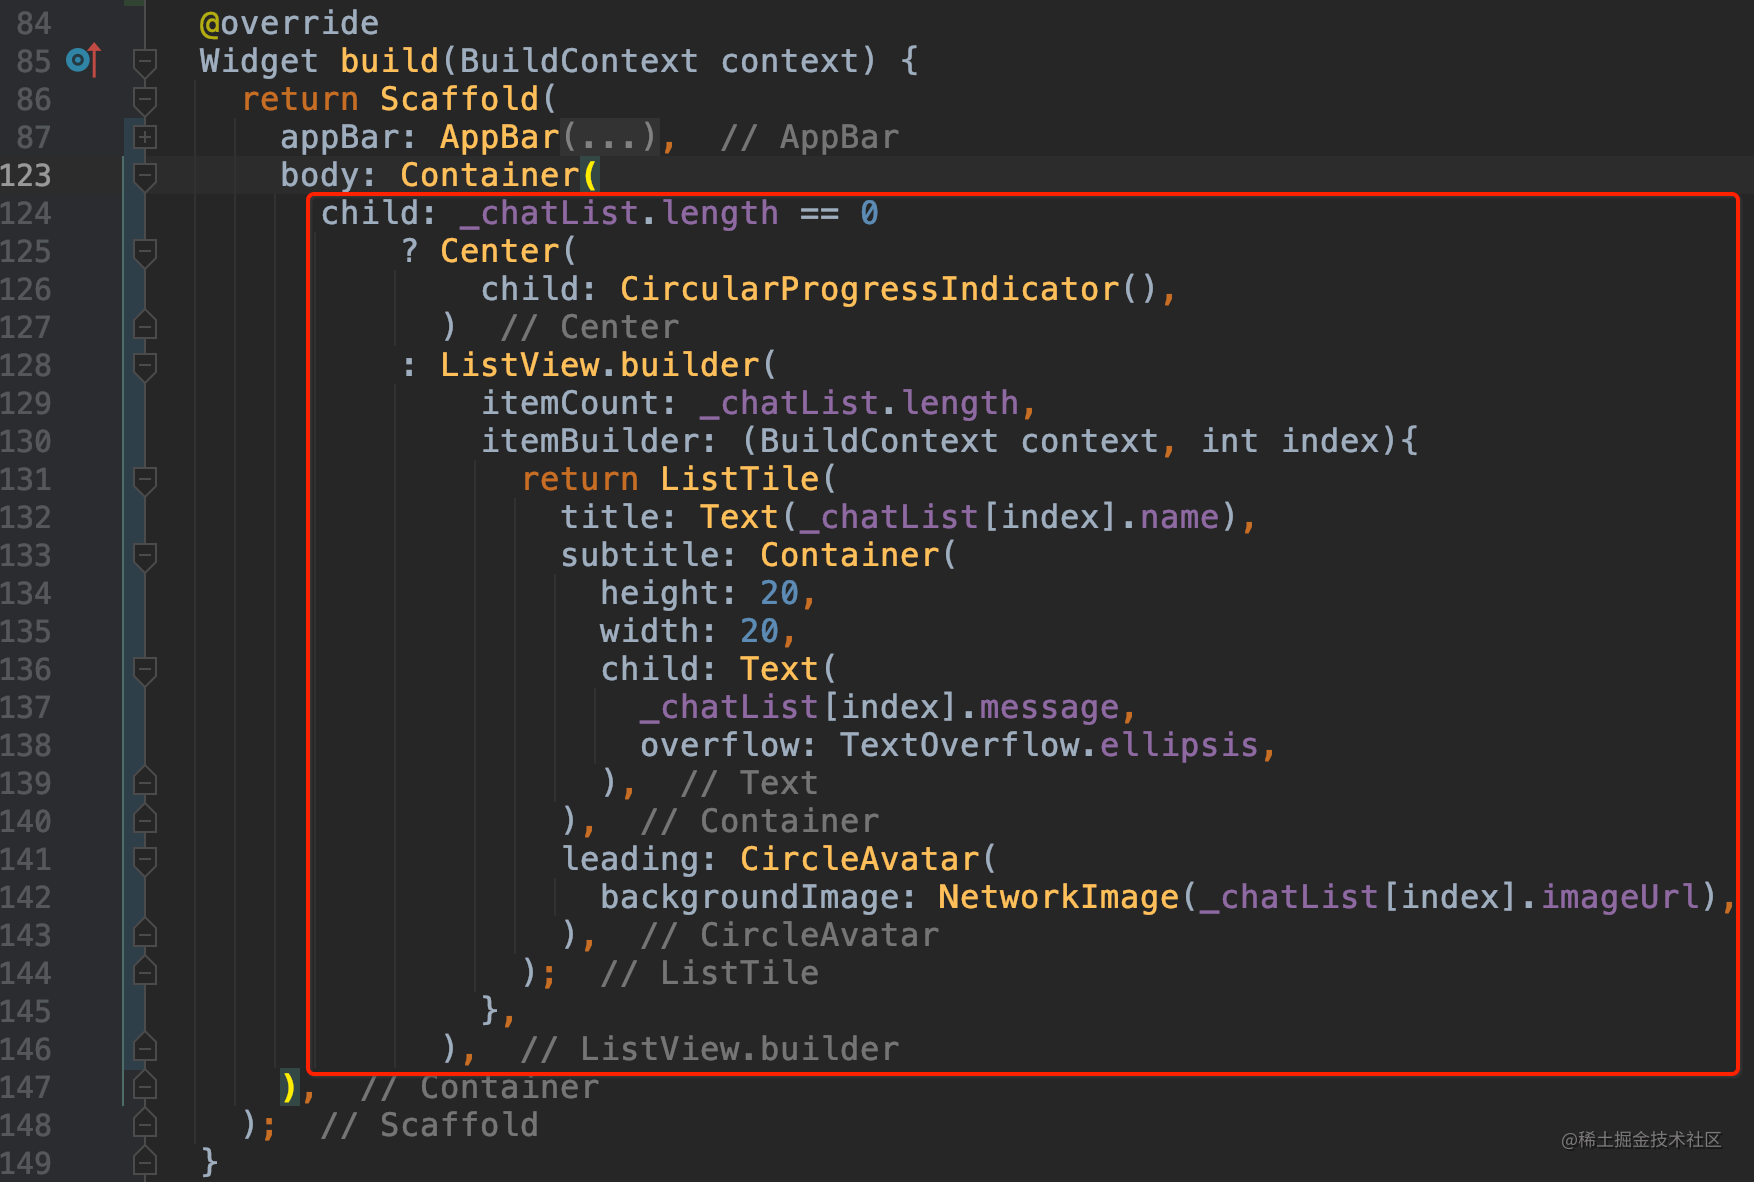 84 @override
85 Widget build(BuildContext context) {
86 return Scaffold(
87 appBar: AppBar(...), // AppBar
123 body: Container(
124 child: _chatList.length == 0
125 ? Center(
126 child: CircularProgressIndicator(),
127 ) // Center
128 : ListView.builder(
129 itemCount: _chatList.length,
130 itemBuilder: (BuildContext context, int index){
131 return ListTile(
132 title: Text(_chatList[index].name),
133 subtitle: Container(
134 height: 20,
135 width: 20,
136 child: Text(
137 _chatList[index].message,
138 overflow: TextOverflow.ellipsis,
139 ), // Text
140 ), // Container
141 leading: CircleAvatar(
142 backgroundImage: NetworkImage(_chatList[index].imageUrl),
143 ), // CircleAvatar
144 ); // ListTile
145 },
146 ), // ListView.builder
147 ), // Container
148 ); // Scaffold
149 }
@稀土掘金技术社区